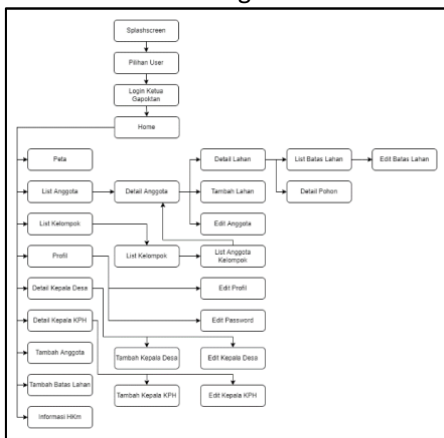 Splashscreen
Pilihan User
Login Ketua
Gapoktan
Home
Peta
List Anggota
Detail Anggota
Detail Lahan
List Batas Lahan
Edit Batas Lahan
Tambah Lahan
Detail Pohon
Edit Anggota
List Kelompok
List Kelompok
List Anggota
Kelompok
Profil
Edit Profil
Edit Password
Detail Kepala Desa
Tambah Kepala Desa
Edit Kepala Desa
Detail Kepala KPH
Tambah Kepala KPH
Edit Kepala KPH
Tambah Anggota
Tambah Batas Lahan
Informasi HKm